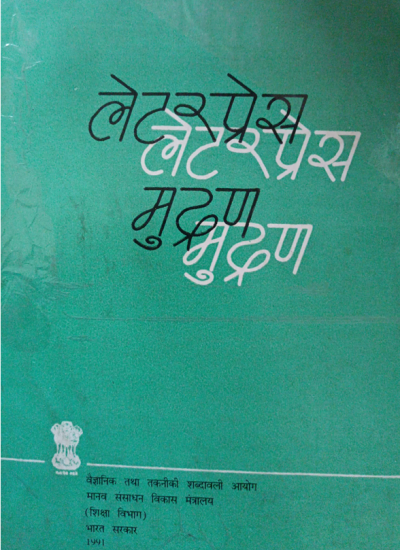 लेटरप्रेस
लेटरप्रेस
मुद्रण
मुद्रण
वैज्ञानिक तथा तकनीकी शब्दावली आयोग
मानव संसाधन विकास मंत्रालय
(शिक्षा विभाग)
भारत सरकार
1991